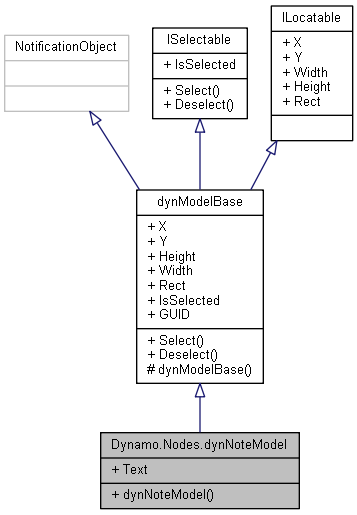 NotificationObject
ISelectable
+ IsSelected
+ Select()
+ Deselect()
ILocatable
+ X
+ Y
+ Width
+ Height
+ Rect
dynModelBase
+ X
+ Y
+ Height
+ Width
+ Rect
+ IsSelected
+ GUID
+ Select()
+ Deselect()
# dynModelBase()
Dynamo.Nodes.dynNoteModel
+ Text
+ dynNoteModel()